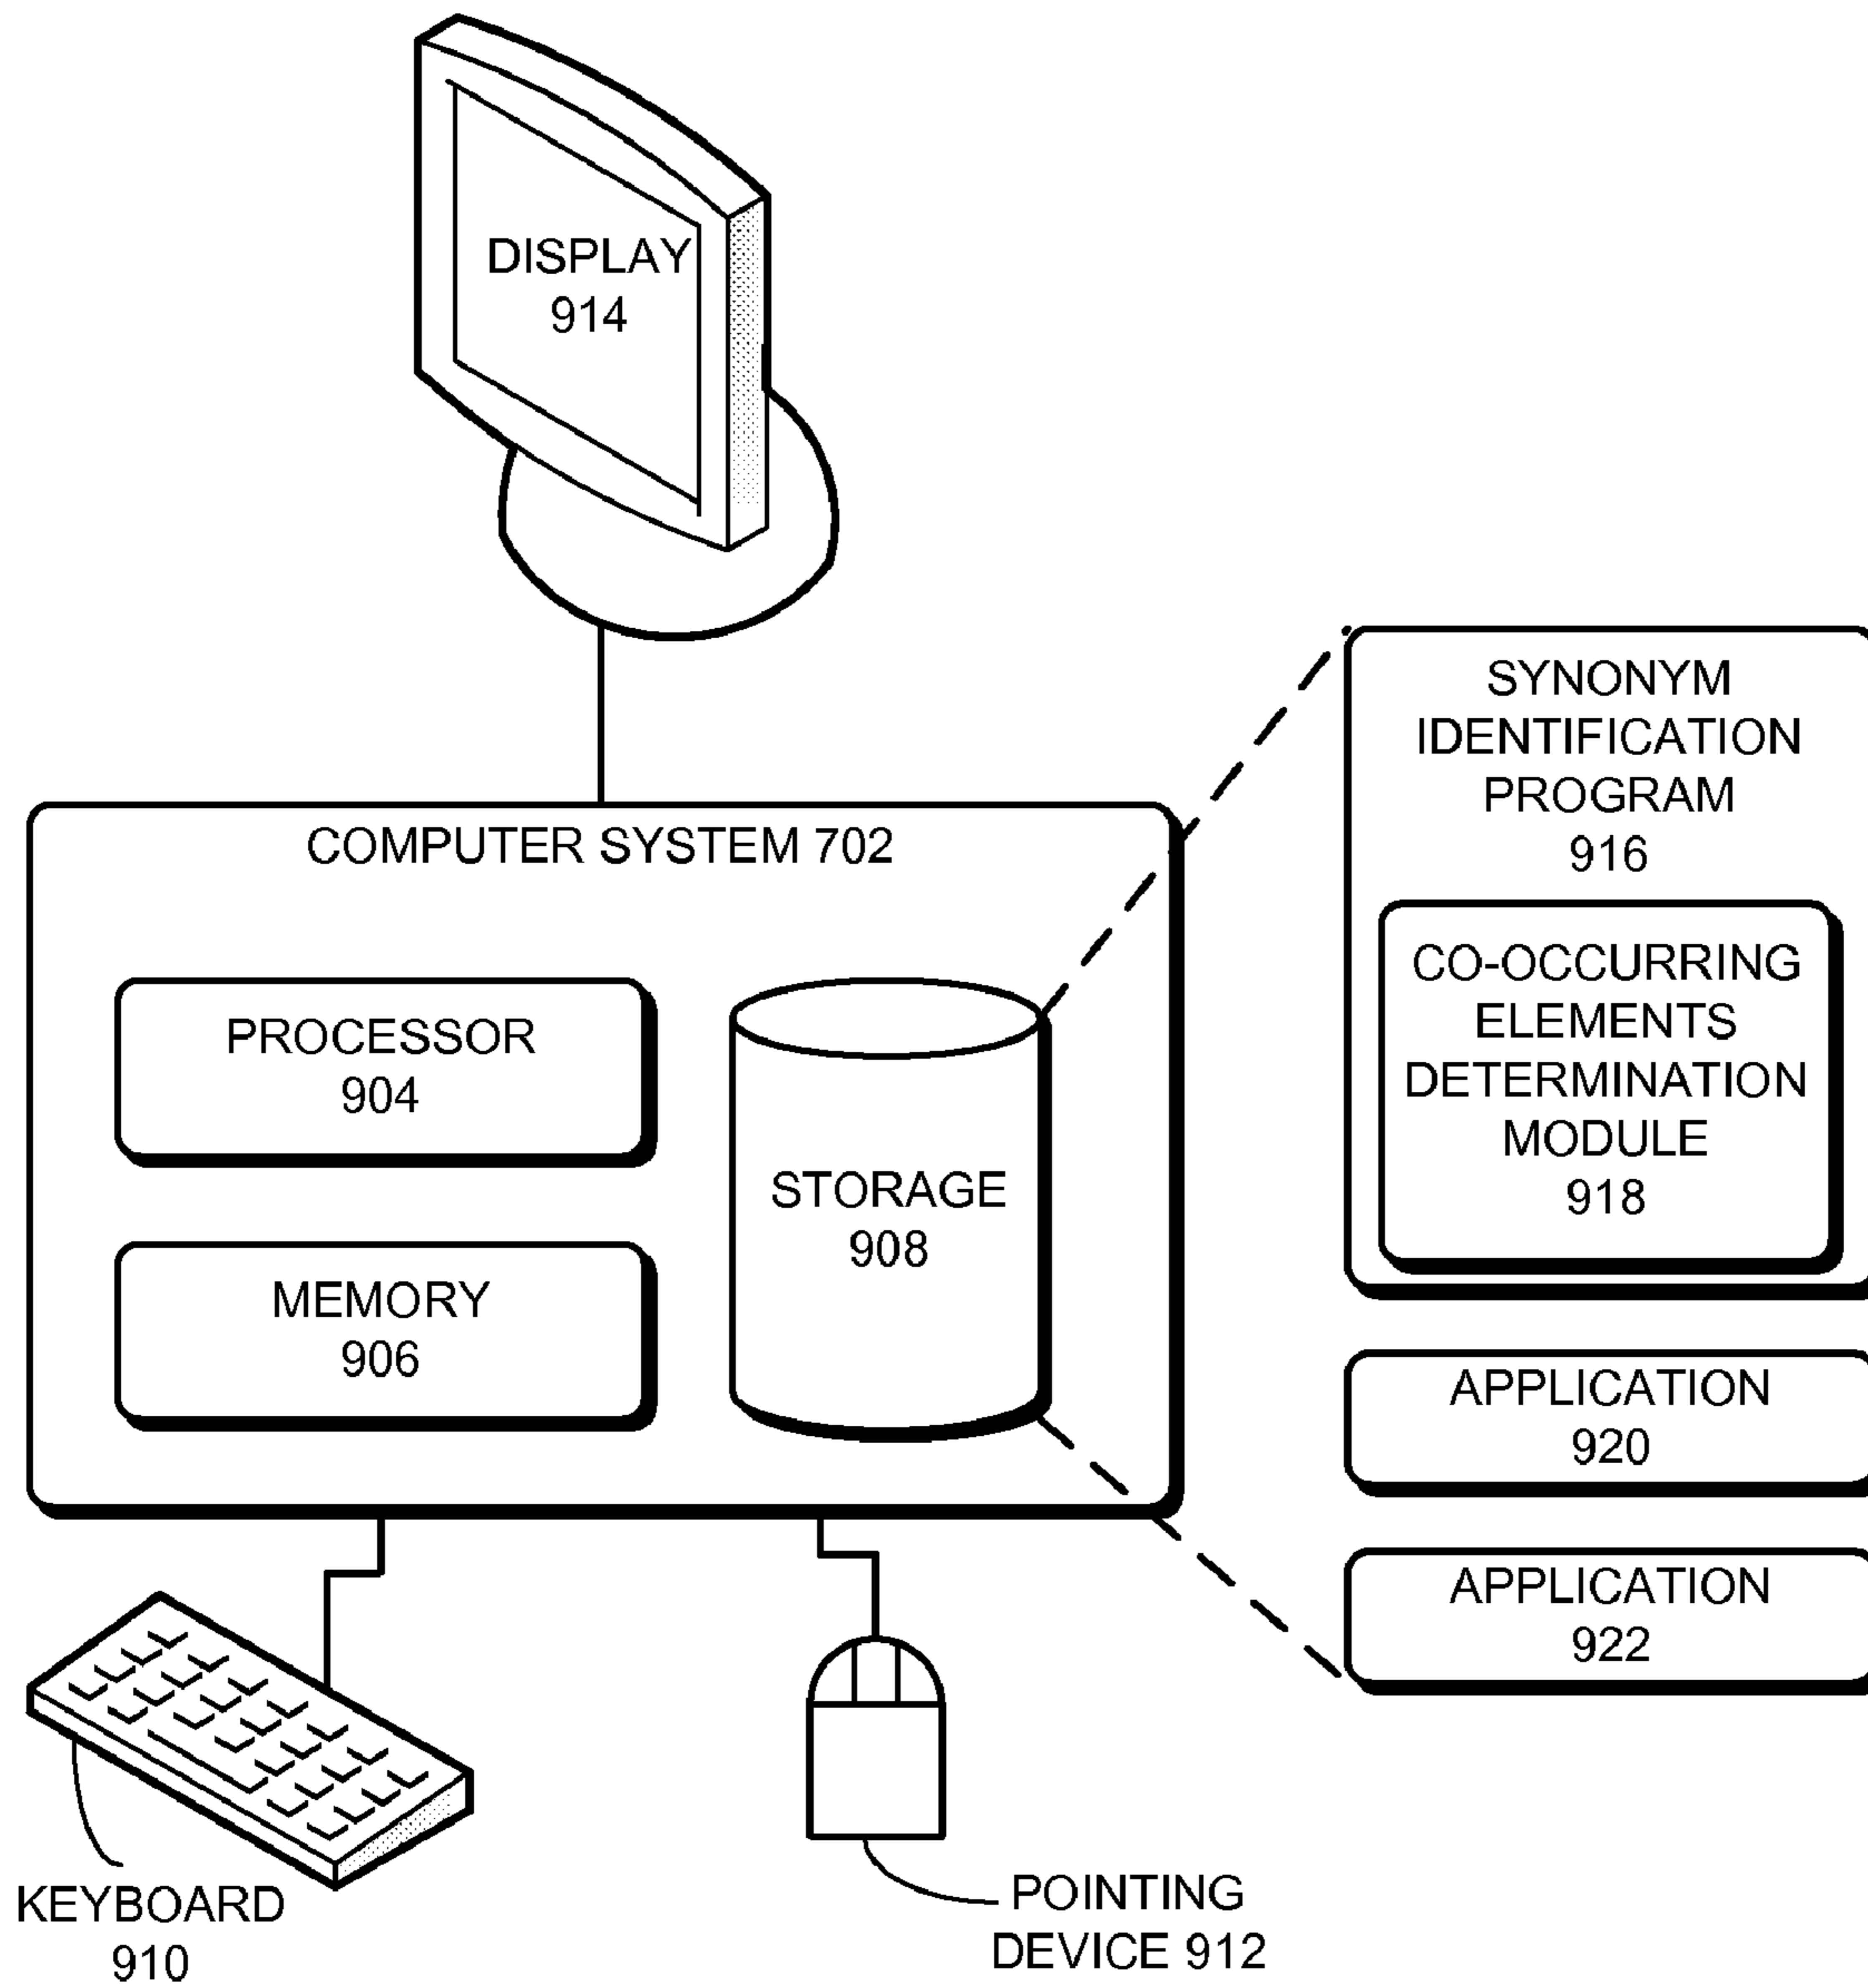 DISPLAY
914
COMPUTER SYSTEM 702
PROCESSOR
904
MEMORY
906
STORAGE
908
SYNONYM
IDENTIFICATION
PROGRAM
916
CO-OCCURRING
ELEMENTS
DETERMINATION
MODULE
918
APPLICATION
920
APPLICATION
922
KEYBOARD
910
POINTING
DEVICE 912